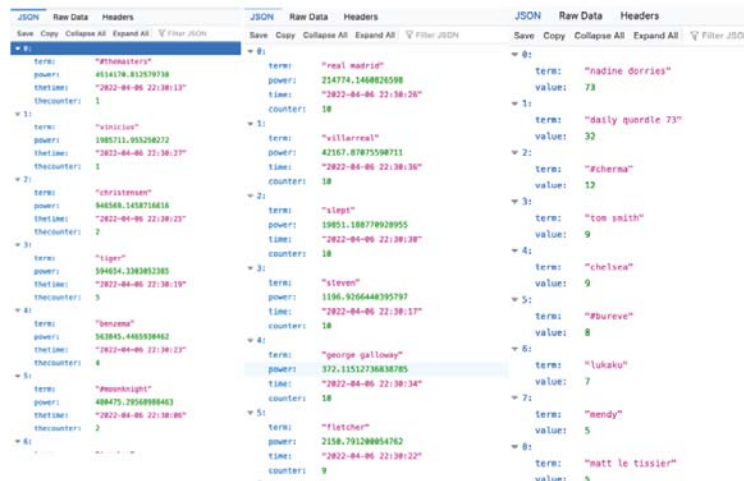 JSON Raw Data Headers
Save Copy Collapse All Expand All Filter JSON
0:
term: "#themasters"
power: 4514170.812579738
thetime: "2022-04-06 22:30:13"
thecounter: 1
1:
term: "vinicius"
power: 1985711.955250272
thetime: "2022-04-06 22:30:27"
thecounter: 1
2:
term: "christensen"
power: 946569.1458716616
thetime: "2022-04-06 22:30:25"
thecounter: 2
3:
term: "tiger"
power: 594654.3303052385
thetime: "2022-04-06 22:30:19"
thecounter: 5
4:
term: "benzema"
power: 563845.4465930462
thetime: "2022-04-06 22:30:23"
thecounter: 4
5:
term: "#moonknight"
power: 480475.29560988463
thetime: "2022-04-06 22:30:06"
thecounter: 2
6:
JSON Raw Data Headers
Save Copy Collapse All Expand All Filter JSON
0:
term: "real madrid"
power: 214774.1460826598
time: "2022-04-06 22:30:26"
counter: 10
1:
term: "villarreal"
power: 42167.87075590711
time: "2022-04-06 22:30:36"
counter: 10
2:
term: "slept"
power: 19851.188770928955
time: "2022-04-06 22:30:30"
counter: 10
3:
term: "steven"
power: 1196.9266440395797
time: "2022-04-06 22:30:17"
counter: 10
4:
term: "george galloway"
power: 372.11512736838785
time: "2022-04-06 22:30:34"
counter: 10
5:
term: "fletcher"
power: 2150.791200054762
time: "2022-04-06 22:30:22"
counter: 9
JSON Raw Data Headers
Save Copy Collapse All Expand All Filter JSO
0:
term: "nadine dorries"
value: 73
1:
term: "daily quordle 73"
value: 32
2:
term: "#cherma"
value: 12
3:
term: "tom smith"
value: 9
4:
term: "chelsea"
value: 9
5:
term: "#bureve"
value: 8
6:
term: "lukaku"
value: 7
7:
term: "mendy"
value: 5
8:
term: "matt le tissier"
value: 5